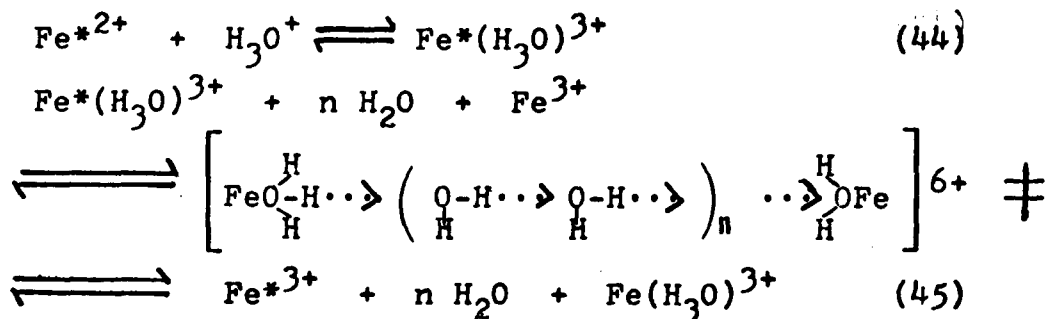 Fe*²⁺ + H₃O⁺ ⇌ Fe*(H₃O)³⁺ (44)
Fe*(H₃O)³⁺ + n H₂O + Fe³⁺
⇌ [FeO(H)(-H)(H)··> (O(H)-H··> O(H)-H··>)ₙ ··> (H)(H)OFe]⁶⁺ ‡
⇌ Fe*³⁺ + n H₂O + Fe(H₃O)³⁺ (45)